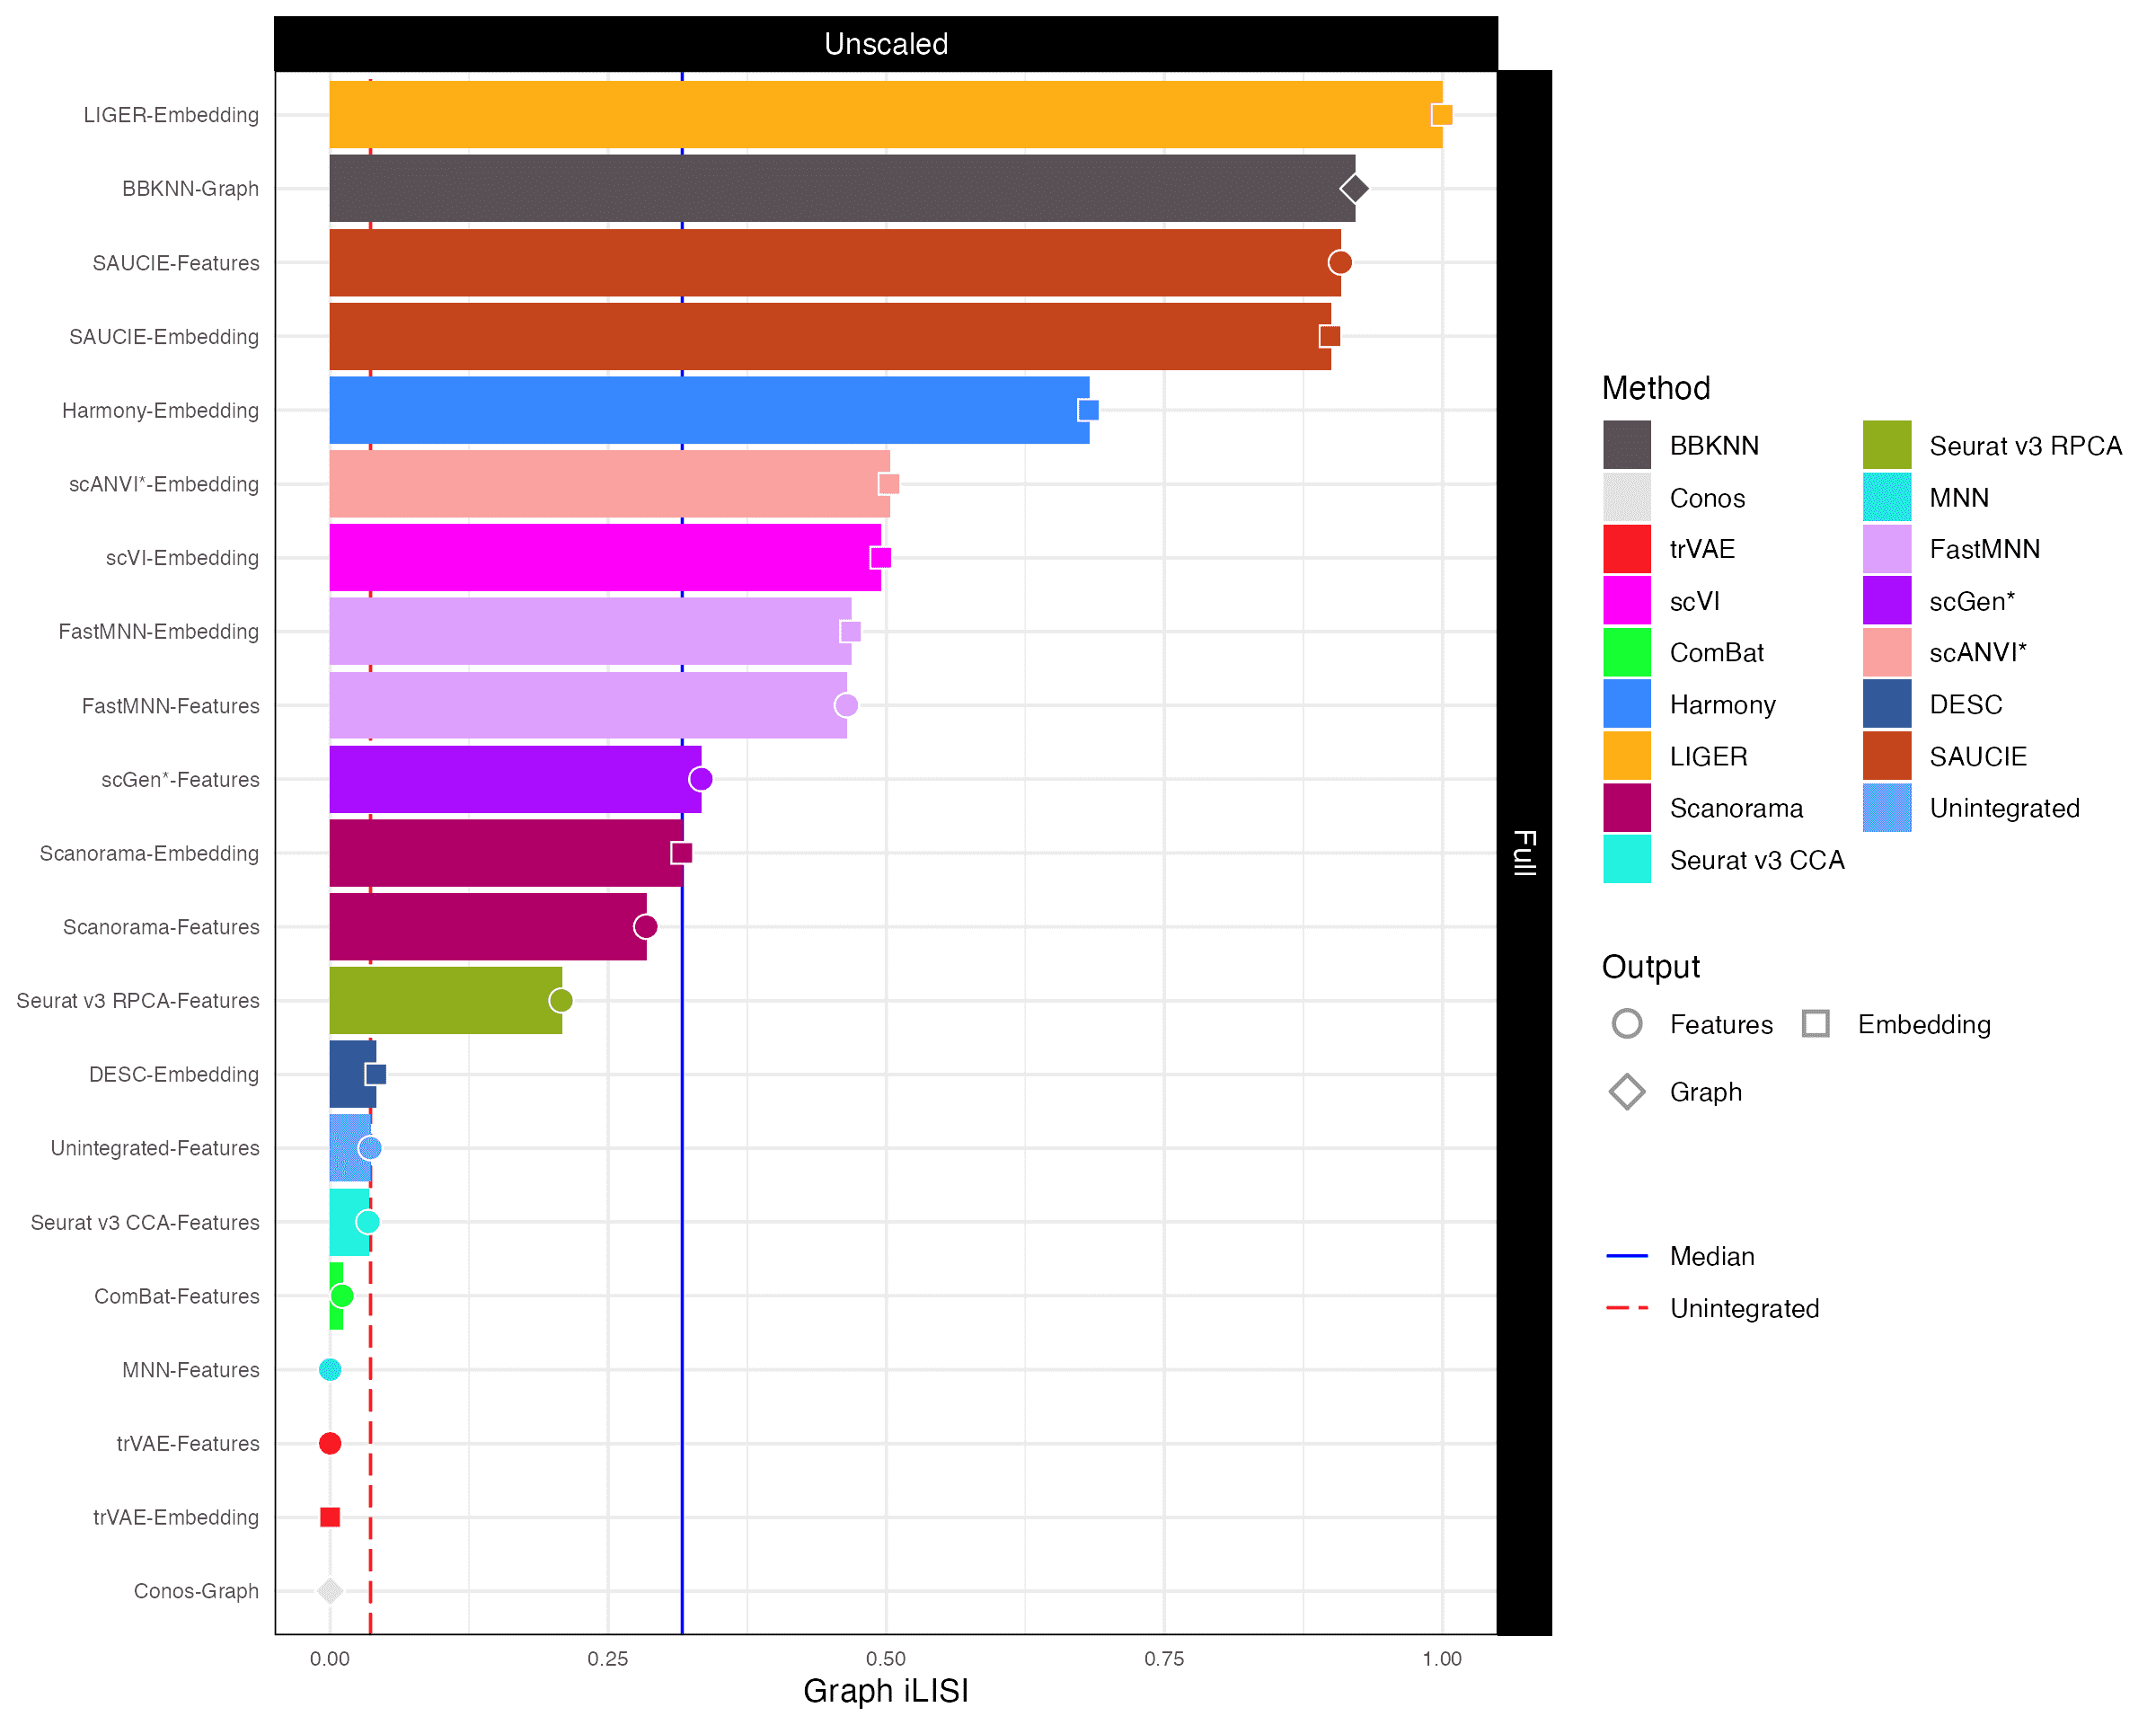 Unscaled
LIGER-Embedding
BBKNN-Graph
SAUCIE-Features
SAUCIE-Embedding
Harmony-Embedding
scANVI*-Embedding
scVI-Embedding
FastMNN-Embedding
FastMNN-Features
scGen*-Features
Scanorama-Embedding
Scanorama-Features
Seurat v3 RPCA-Features
DESC-Embedding
Unintegrated-Features
Seurat v3 CCA-Features
ComBat-Features
MNN-Features
trVAE-Features
trVAE-Embedding
Conos-Graph
0.00 0.25 0.50 0.75 1.00
Graph iLISI
Full
Method
BBKNN
Conos
trVAE
scVI
ComBat
Harmony
LIGER
Scanorama
Seurat v3 CCA
Seurat v3 RPCA
MNN
FastMNN
scGen*
scANVI*
DESC
SAUCIE
Unintegrated
Output
Features Embedding
Graph
Median
Unintegrated